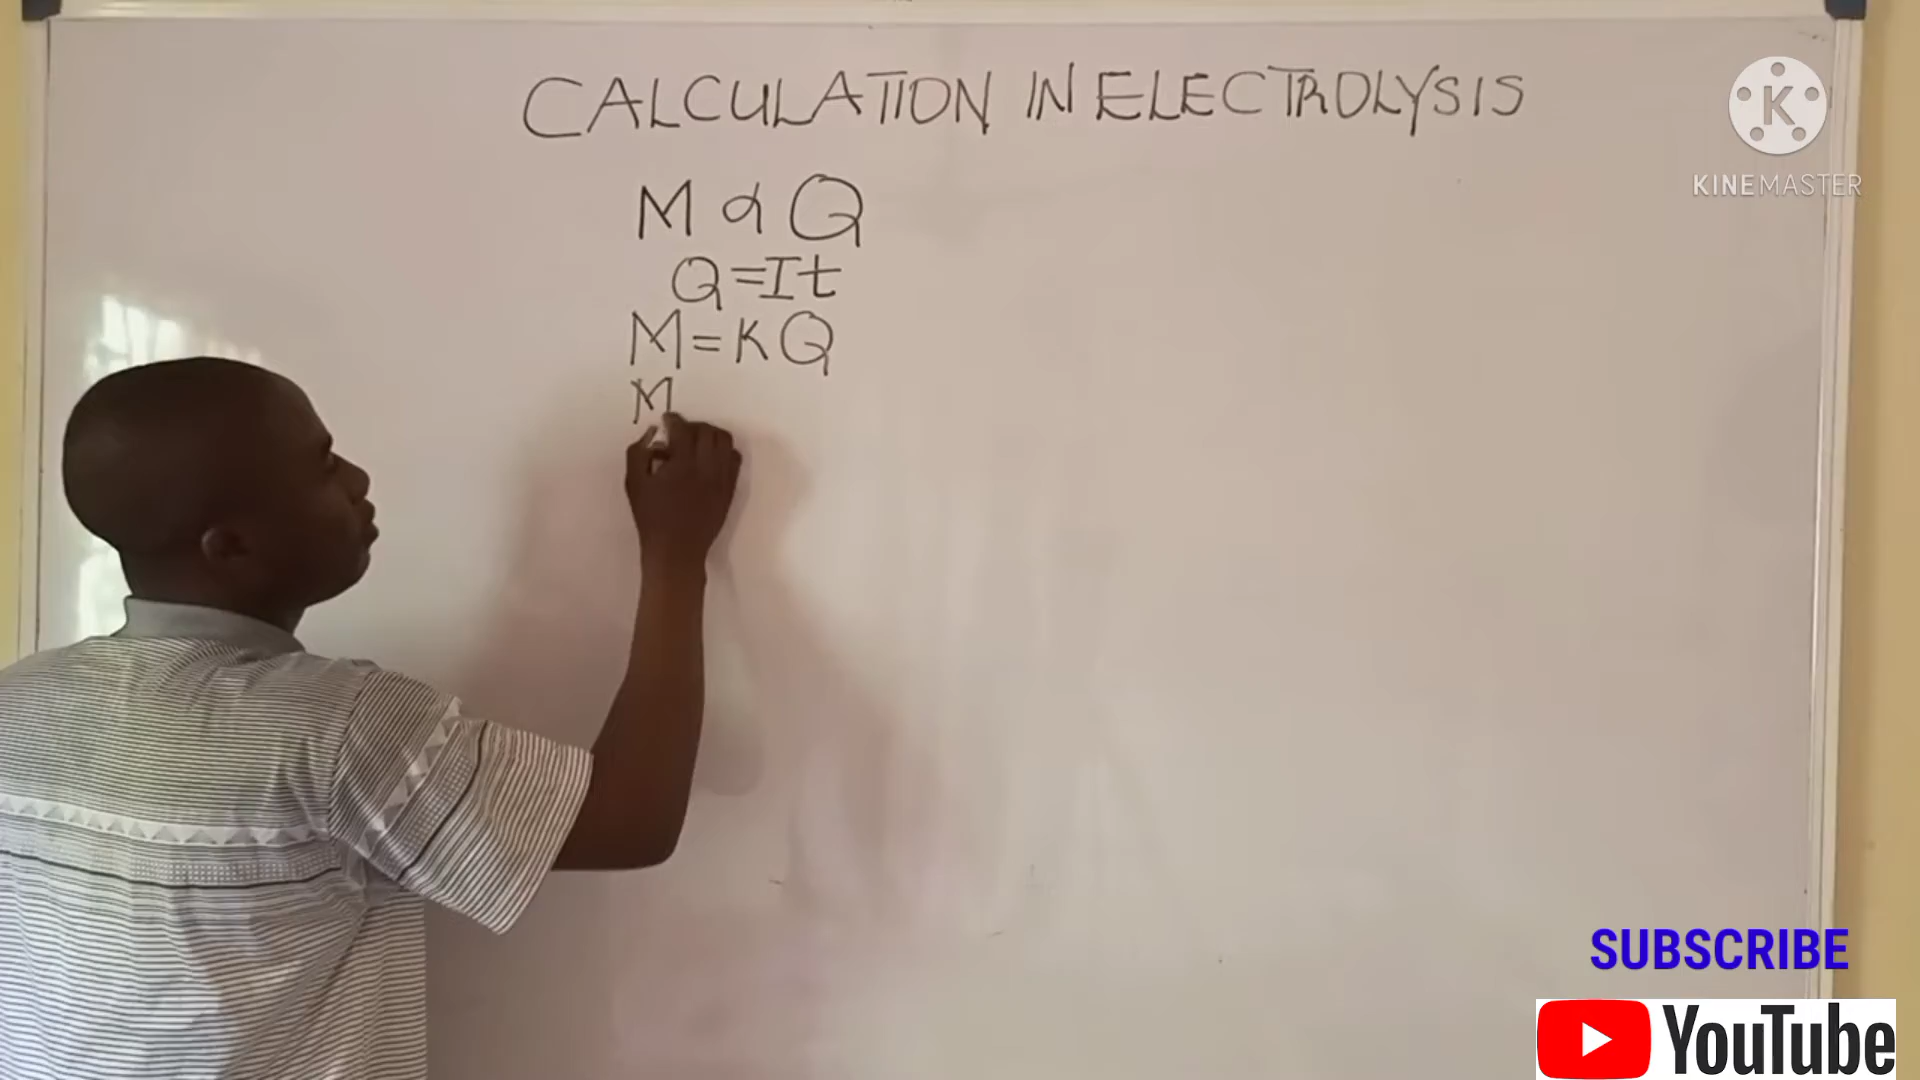 CALCULATION IN ELECTROLYSIS
M α Q
Q = It
M = KQ
M
K
KINEMASTER
SUBSCRIBE
YouTube